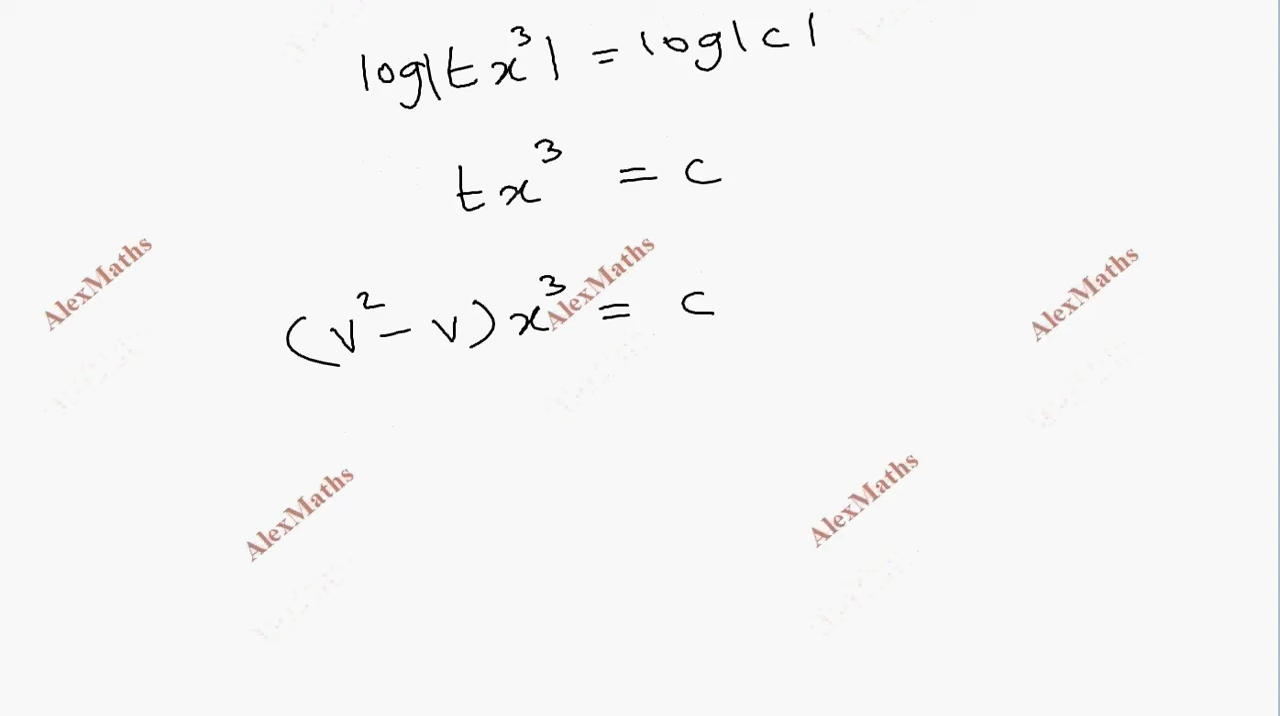 log|tx³| = log|c|
tx³ = c
AlexMaths AlexMaths AlexMaths
(v² - v)x³ = c
AlexMaths AlexMaths